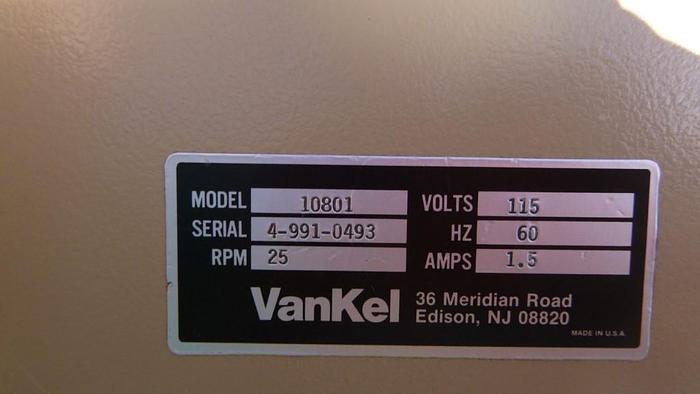 MODEL 10801 VOLTS 115
SERIAL 4-991-0493 HZ 60
RPM 25 AMPS 1.5
VanKel 36 Meridian Road
Edison, NJ 08820
MADE IN U.S.A.